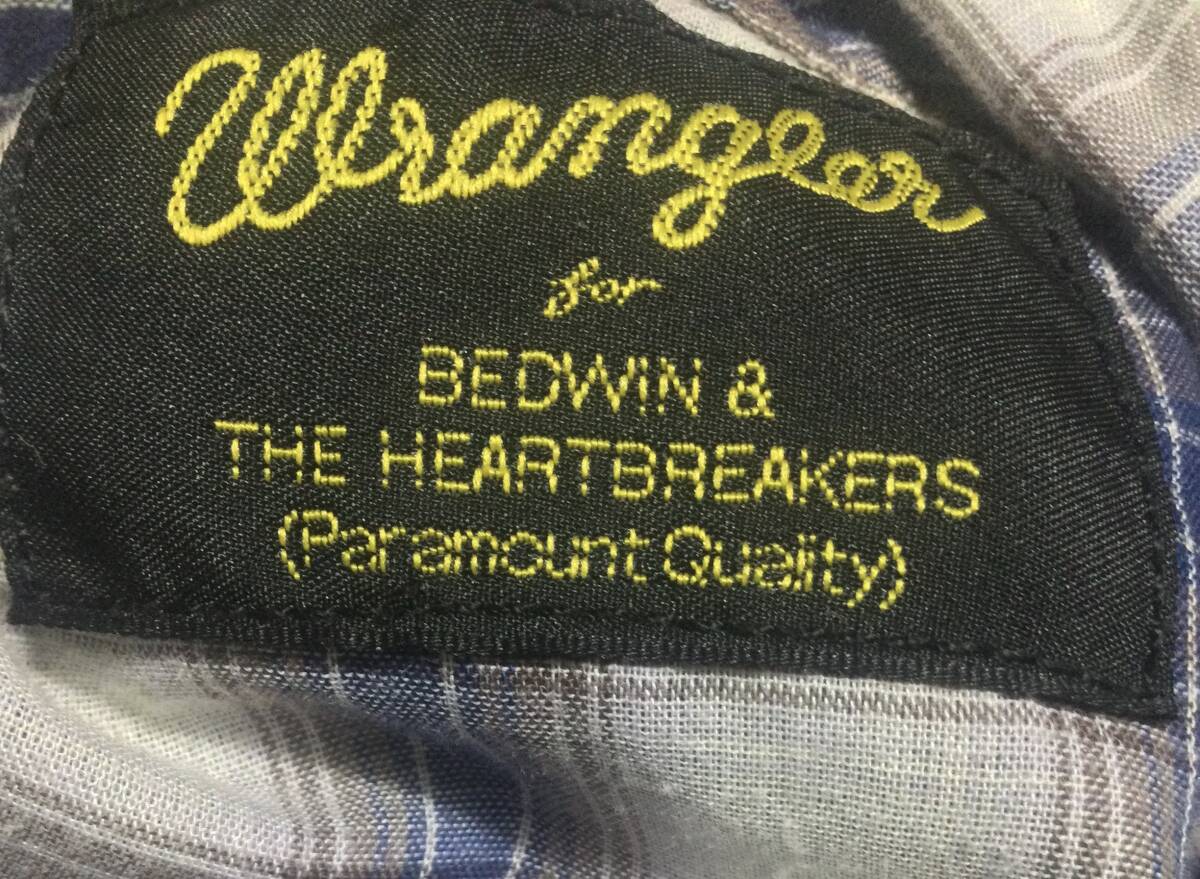 Wrangler
for
BEDWIN &
THE HEARTBREAKERS
(Paramount Quality)